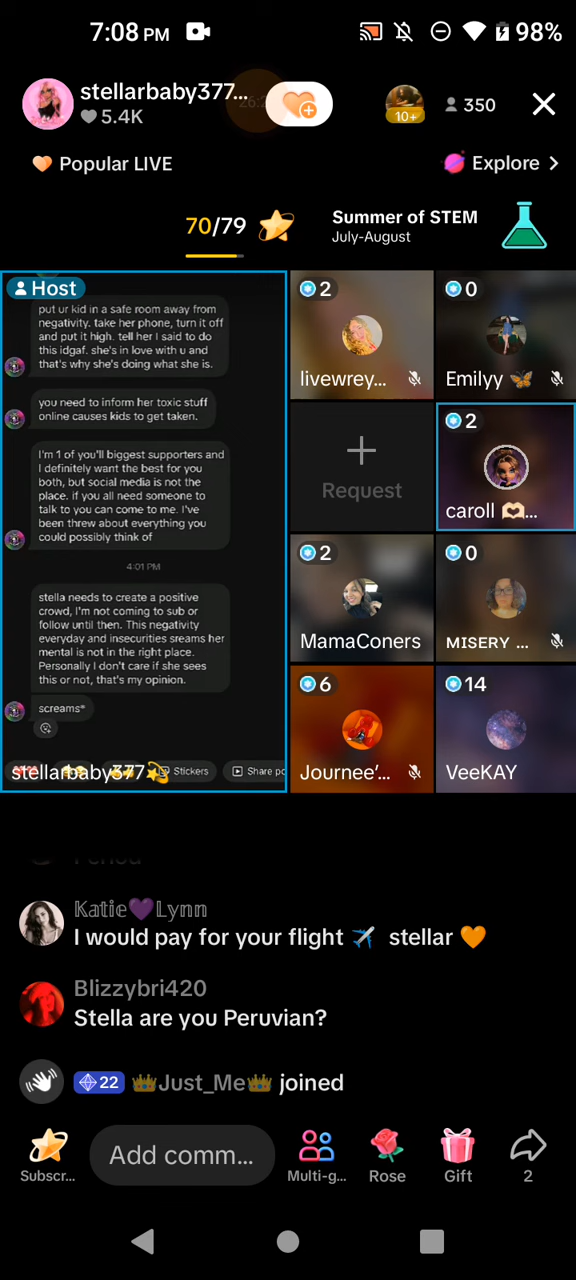 7:08 PM
98%
stellarbaby377...
5.4K
10+
350
Popular LIVE
Explore >
70/79
Summer of STEM
July-August
Host
put ur kid in a safe room away from
negativity. take her phone, turn it off
and put it high. tell her I said to do
this idgaf. she's in love with u and
that's why she's doing what she is.
you need to inform her toxic stuff
online causes kids to get taken.
I'm 1 of you'll biggest supporters and
I definitely want the best for you
both, but social media is not the
place. if you all need someone to
talk to you can come to me. I've
been threw about everything you
could possibly think of
4:01 PM
stella needs to create a positive
crowd, I'm not coming to sub or
follow until then. This negativity
everyday and insecurities sreams her
mental is not in the right place.
Personally I don't care if she sees
this or not, that's my opinion.
screams*
Stickers
Share po
stellarbaby377💫
2
livewrey...
0
Emilyy 🦋
+
Request
2
caroll 🫶🏻...
2
MamaConers
0
ᴍɪsᴇʀʏ ...
6
Journee'...
14
VeeKAY
𝕂𝕒𝕥𝕚𝕖💜𝕃𝕪𝕟𝕟
I would pay for your flight ✈️ stellar 🧡
Blizzybri420
Stella are you Peruvian?
22 👑Just_Me👑 joined
Add comm...
Subscr...
Multi-g...
Rose
Gift
2